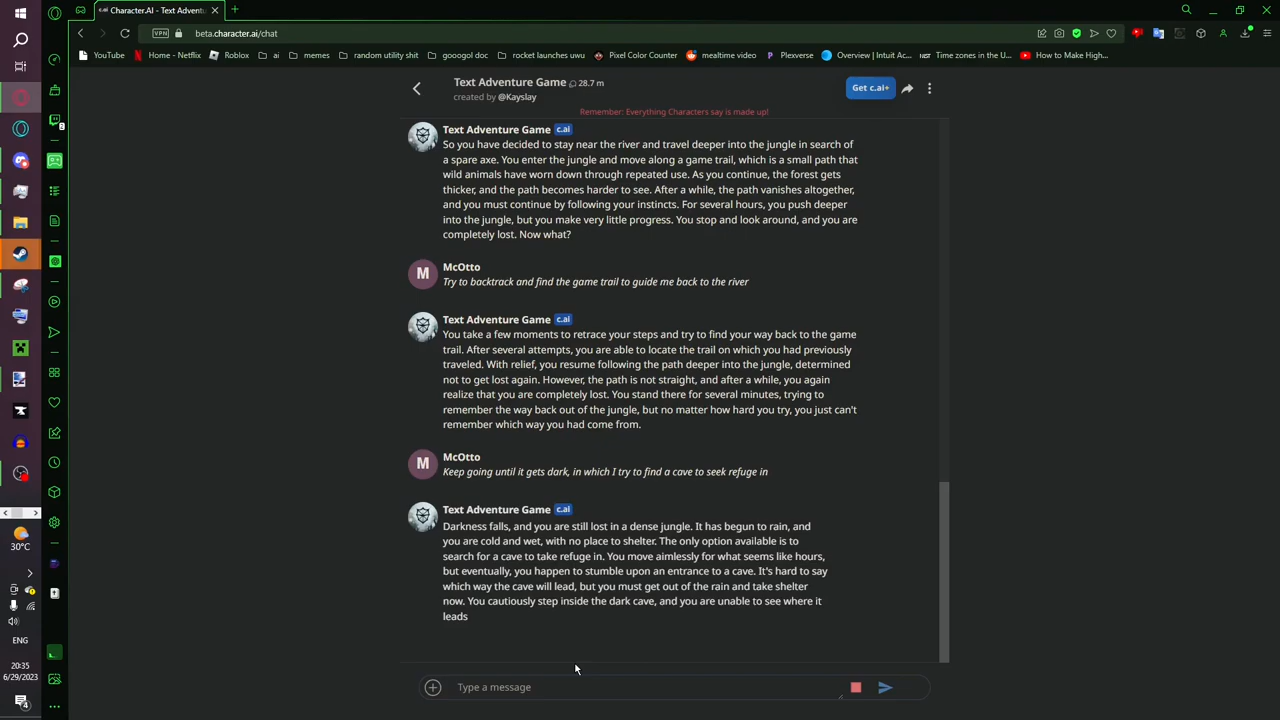 Character.AI - Text Adventu
VPN
beta.character.ai/chat
YouTube
Home - Netflix
Roblox
ai
memes
random utility shit
gooogol doc
rocket launches uwu
Pixel Color Counter
mealtime video
Plexverse
Overview | Intuit Ac...
Time zones in the U...
How to Make High...
Text Adventure Game 28.7 m
created by @Kayslay
Get c.ai+
Remember: Everything Characters say is made up!
Text Adventure Game c.ai
So you have decided to stay near the river and travel deeper into the jungle in search of
a spare axe. You enter the jungle and move along a game trail, which is a small path that
wild animals have worn down through repeated use. As you continue, the forest gets
thicker, and the path becomes harder to see. After a while, the path vanishes altogether,
and you must continue by following your instincts. For several hours, you push deeper
into the jungle, but you make very little progress. You stop and look around, and you are
completely lost. Now what?
M
McOtto
Try to backtrack and find the game trail to guide me back to the river
Text Adventure Game c.ai
You take a few moments to retrace your steps and try to find your way back to the game
trail. After several attempts, you are able to locate the trail on which you had previously
traveled. With relief, you resume following the path deeper into the jungle, determined
not to get lost again. However, the path is not straight, and after a while, you again
realize that you are completely lost. You stand there for several minutes, trying to
remember the way back out of the jungle, but no matter how hard you try, you just can't
remember which way you had come from.
M
McOtto
Keep going until it gets dark, in which I try to find a cave to seek refuge in
Text Adventure Game c.ai
Darkness falls, and you are still lost in a dense jungle. It has begun to rain, and
you are cold and wet, with no place to shelter. The only option available is to
search for a cave to take refuge in. You move aimlessly for what seems like hours,
but eventually, you happen to stumble upon an entrance to a cave. It's hard to say
which way the cave will lead, but you must get out of the rain and take shelter
now. You cautiously step inside the dark cave, and you are unable to see where it
leads
Type a message
30°C
ENG
20:35
6/29/2023
4
2